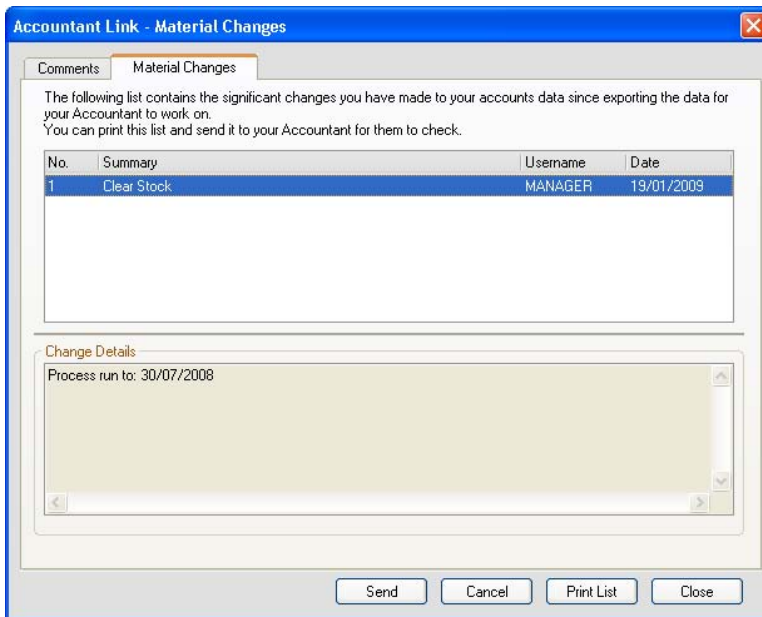 Accountant Link - Material Changes
Comments Material Changes
The following list contains the significant changes you have made to your accounts data since exporting the data for
your Accountant to work on.
You can print this list and send it to your Accountant for them to check.
No. Summary Username Date
1 Clear Stock MANAGER 19/01/2009
Change Details
Process run to: 30/07/2008
Send Cancel Print List Close